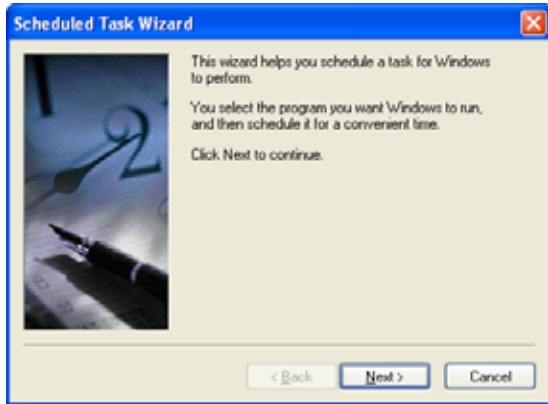 Scheduled Task Wizard
This wizard helps you schedule a task for Windows
to perform.
You select the program you want Windows to run,
and then schedule it for a convenient time.
Click Next to continue.
2
< Back
Next >
Cancel